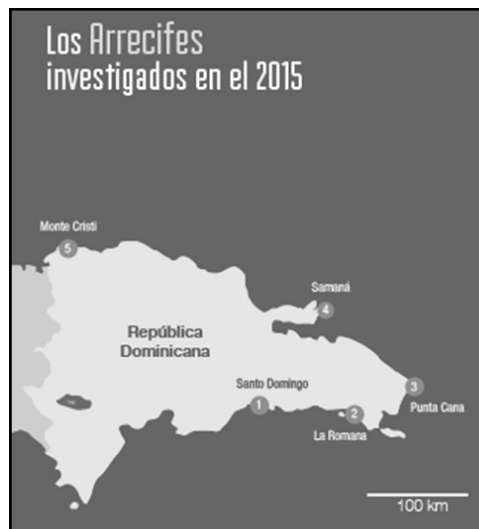 Los Arrecifes
investigados en el 2015
Monte Cristi
5
Samaná
4
República
Dominicana
Santo Domingo
1
3
Punta Cana
2
La Romana
100 km